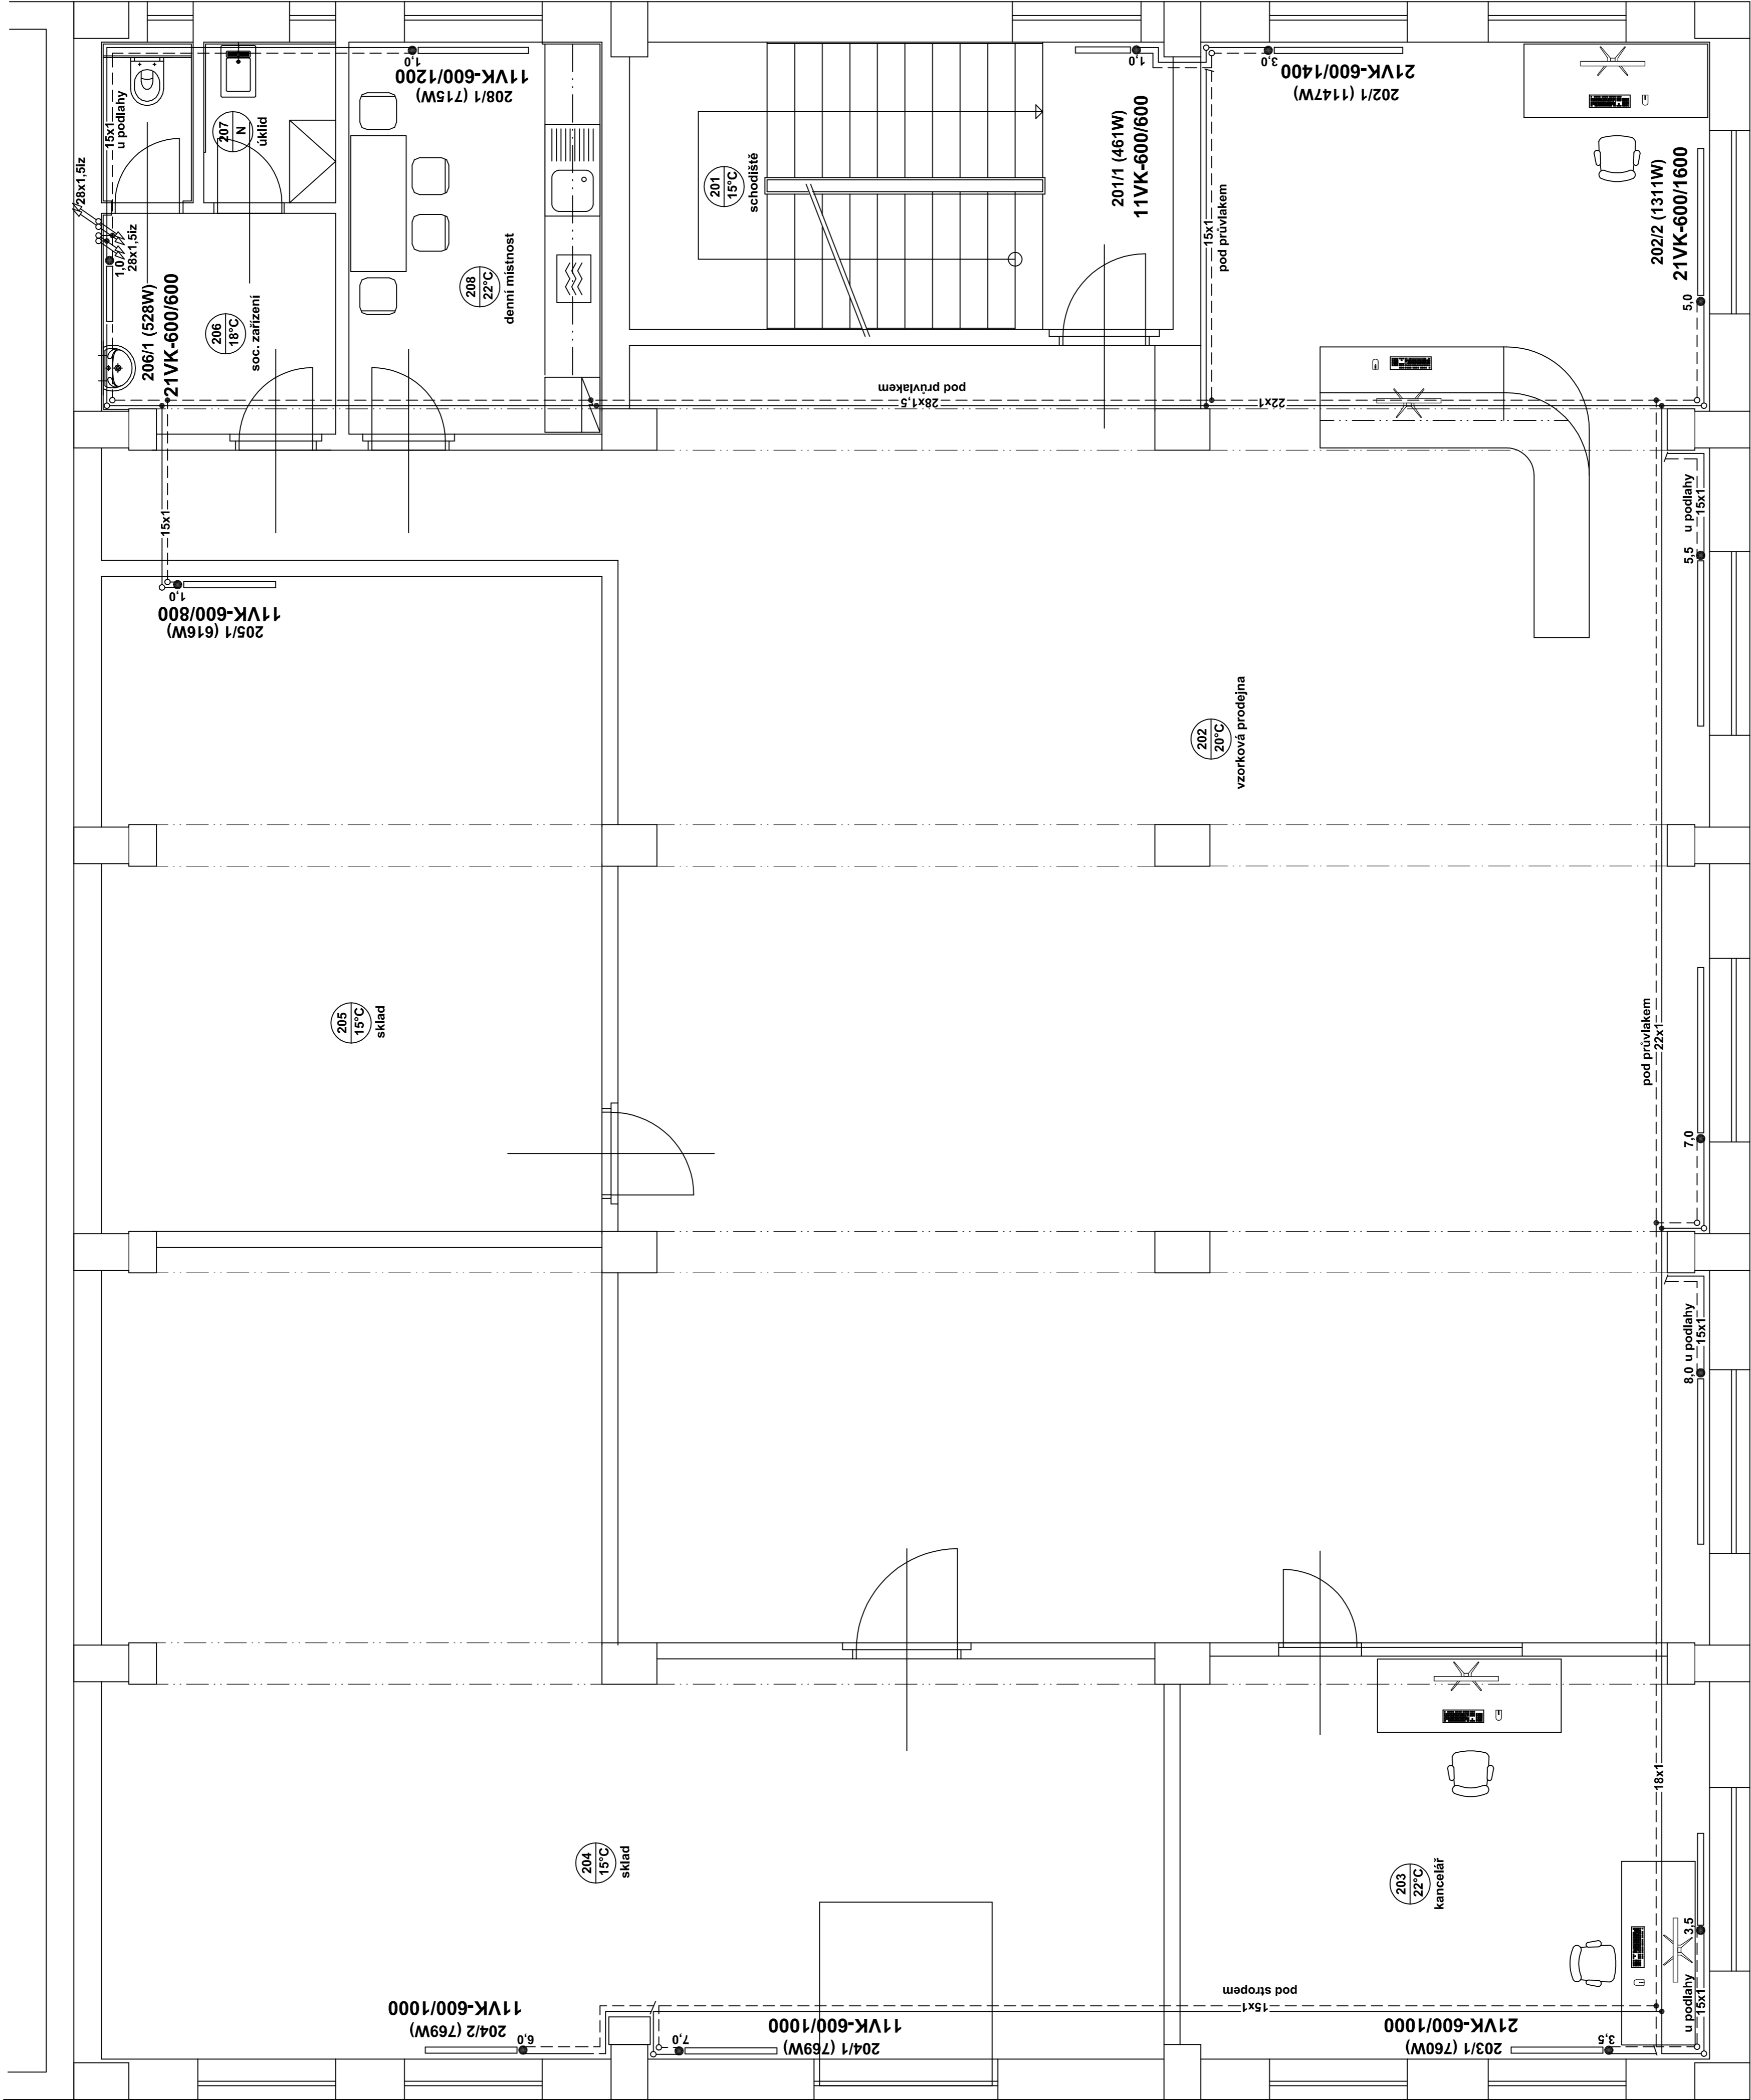 28x1,5iz
15x1
u podlahy
1,0
28x1,5iz
206/1 (528W)
21VK-600/600
206
18°C
soc. zařízení
207
N
úklid
1,0
11VK-600/1200
208/1 (715W)
208
22°C
denní místnost
201
15°C
schodiště
1,0
201/1 (461W)
11VK-600/600
15x1
pod průvlakem
3,0
21VK-600/1400
202/1 (1147W)
202/2 (1311W)
21VK-600/1600
5,0
pod průvlakem
28x1,5
22x1
15x1
1,0
11VK-600/800
205/1 (616W)
u podlahy
15x1
5,5
202
20°C
vzorková prodejna
205
15°C
sklad
pod průvlakem
22x1
7,0
u podlahy
15x1
8,0
204
15°C
sklad
203
22°C
kancelář
18x1
3,5
u podlahy
15x1
pod stropem
15x1
11VK-600/1000
204/2 (769W)
6,0
7,0
11VK-600/1000
204/1 (769W)
21VK-600/1000
203/1 (760W)
3,5